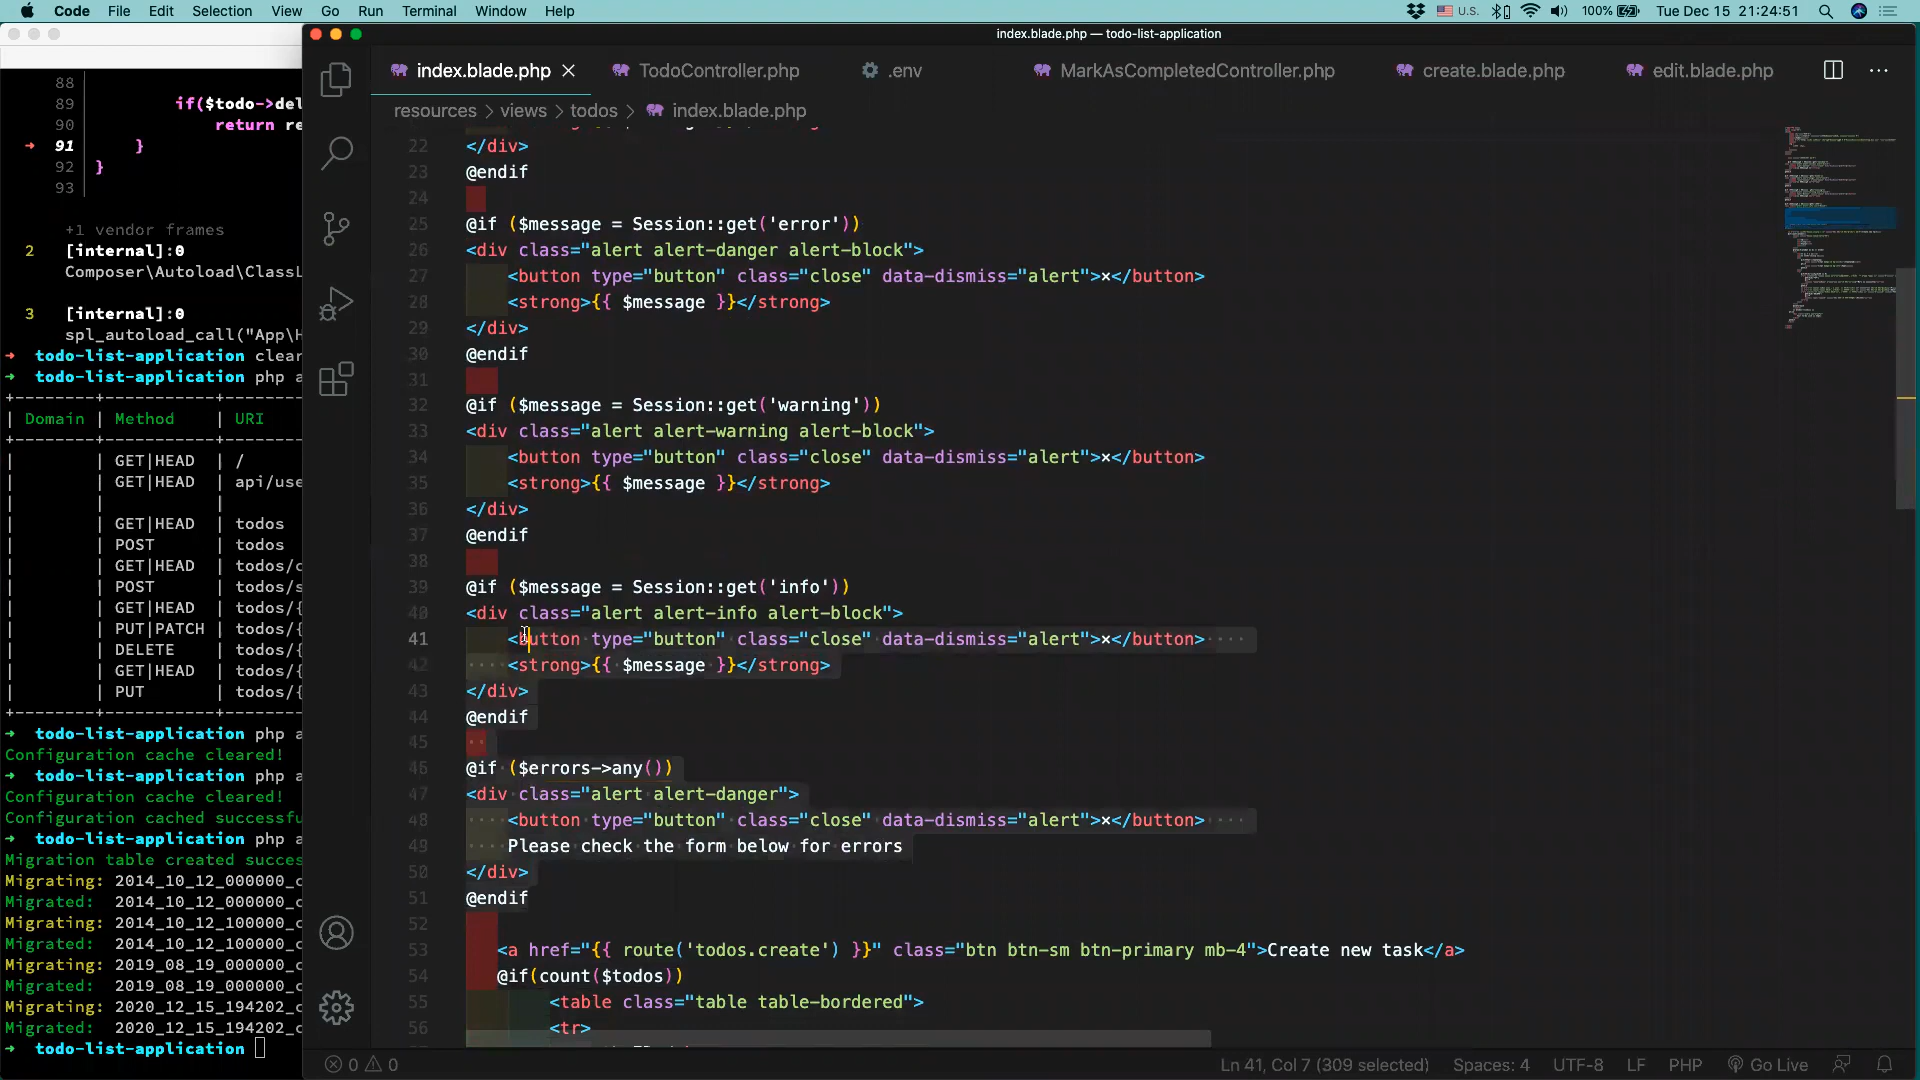 Code File Edit Selection View Go Run Terminal Window Help U.S. 100% Tue Dec 15 21:24:51
index.blade.php — todo-list-application
index.blade.php TodoController.php .env MarkAsCompletedController.php create.blade.php edit.blade.php
resources > views > todos > index.blade.php
88
89 if($todo->del
90 return re
91 }
92 }
93
+1 vendor frames
2 [internal]:0
Composer\Autoload\ClassL
3 [internal]:0
spl_autoload_call("App\H
➜ todo-list-application clear
➜ todo-list-application php a
| Domain | Method | URI
| | GET|HEAD | /
| | GET|HEAD | api/use
| | |
| | GET|HEAD | todos
| | POST | todos
| | GET|HEAD | todos/c
| | POST | todos/s
| | GET|HEAD | todos/{
| | PUT|PATCH | todos/{
| | DELETE | todos/{
| | GET|HEAD | todos/{
| | PUT | todos/{
➜ todo-list-application php a
Configuration cache cleared!
➜ todo-list-application php a
Configuration cache cleared!
Configuration cached successfu
➜ todo-list-application php a
Migration table created succes
Migrating: 2014_10_12_000000_c
Migrated: 2014_10_12_000000_c
Migrating: 2014_10_12_100000_c
Migrated: 2014_10_12_100000_c
Migrating: 2019_08_19_000000_c
Migrated: 2019_08_19_000000_c
Migrating: 2020_12_15_194202_c
Migrated: 2020_12_15_194202_c
➜ todo-list-application
22 </div>
23 @endif
24
25 @if ($message = Session::get('error'))
26 <div class="alert alert-danger alert-block">
27 <button type="button" class="close" data-dismiss="alert">×</button>
28 <strong>{{ $message }}</strong>
29 </div>
30 @endif
31
32 @if ($message = Session::get('warning'))
33 <div class="alert alert-warning alert-block">
34 <button type="button" class="close" data-dismiss="alert">×</button>
35 <strong>{{ $message }}</strong>
36 </div>
37 @endif
38
39 @if ($message = Session::get('info'))
40 <div class="alert alert-info alert-block">
41 <button type="button" class="close" data-dismiss="alert">×</button>
42 <strong>{{ $message }}</strong>
43 </div>
44 @endif
45
46 @if ($errors->any())
47 <div class="alert alert-danger">
48 <button type="button" class="close" data-dismiss="alert">×</button>
49 Please check the form below for errors
50 </div>
51 @endif
52
53 <a href="{{ route('todos.create') }}" class="btn btn-sm btn-primary mb-4">Create new task</a>
54 @if(count($todos))
55 <table class="table table-bordered">
56 <tr>
0 0 Ln 41, Col 7 (309 selected) Spaces: 4 UTF-8 LF PHP Go Live